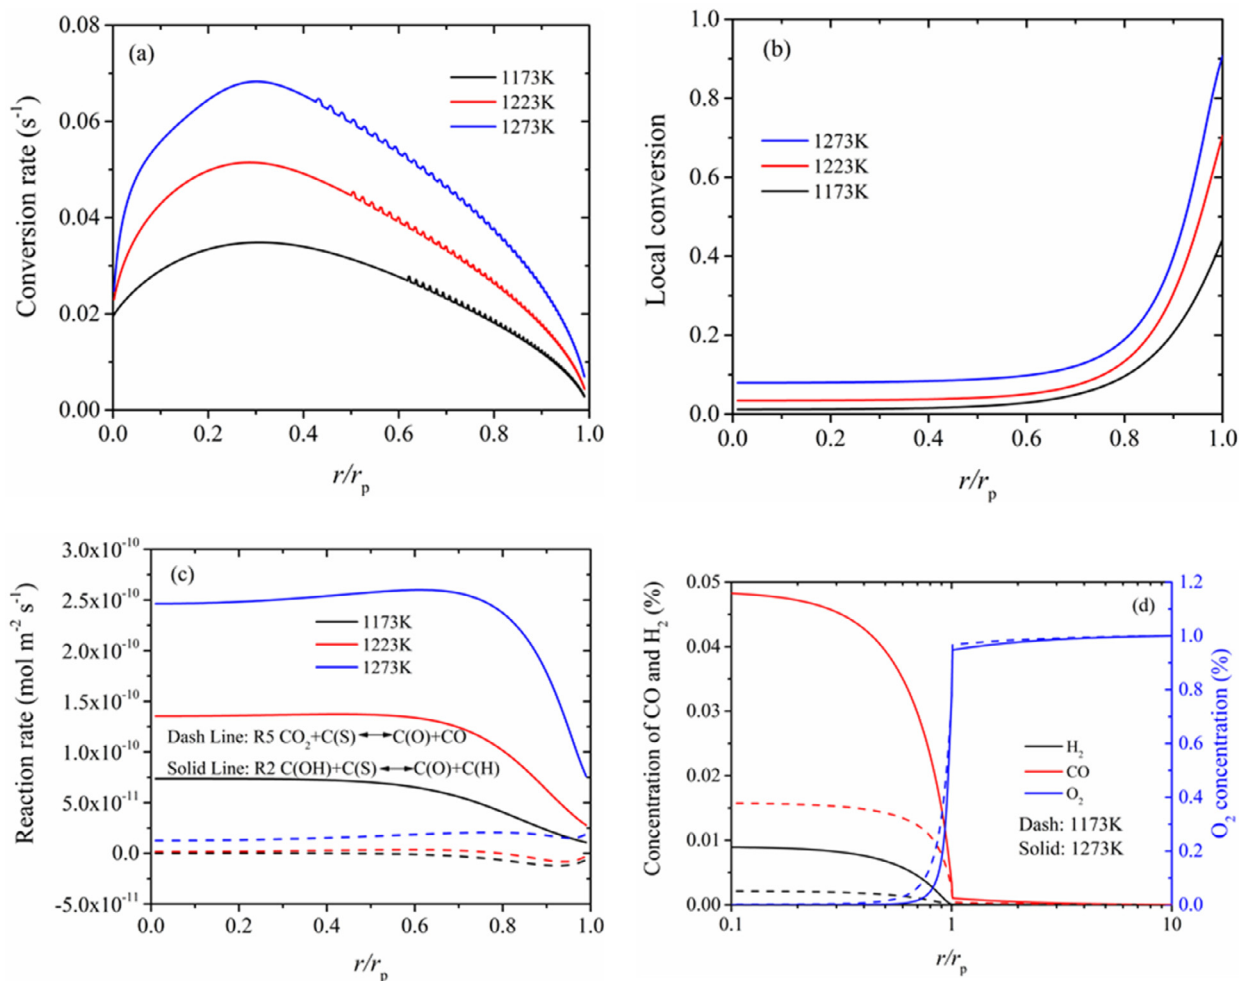 (a)
1173K
1223K
1273K
Conversion rate (s⁻¹)
0.08
0.06
0.04
0.02
0.00
0.0 0.2 0.4 0.6 0.8 1.0
r/rₚ
(b)
1273K
1223K
1173K
Local conversion
1.0
0.8
0.6
0.4
0.2
0.0
0.0 0.2 0.4 0.6 0.8 1.0
r/rₚ
(c)
1173K
1223K
1273K
Dash Line: R5 CO₂+C(S)↔C(O)+CO
Solid Line: R2 C(OH)+C(S)↔C(O)+C(H)
Reaction rate (mol m⁻² s⁻¹)
3.0x10⁻¹⁰
2.5x10⁻¹⁰
2.0x10⁻¹⁰
1.5x10⁻¹⁰
1.0x10⁻¹⁰
5.0x10⁻¹¹
0.0
-5.0x10⁻¹¹
0.0 0.2 0.4 0.6 0.8 1.0
r/rₚ
(d)
H₂
CO
O₂
Dash: 1173K
Solid: 1273K
Concentration of CO and H₂ (%)
0.05
0.04
0.03
0.02
0.01
0.00
O₂ concentration (%)
1.2
1.0
0.8
0.6
0.4
0.2
0.0
0.1 1 10
r/rₚ